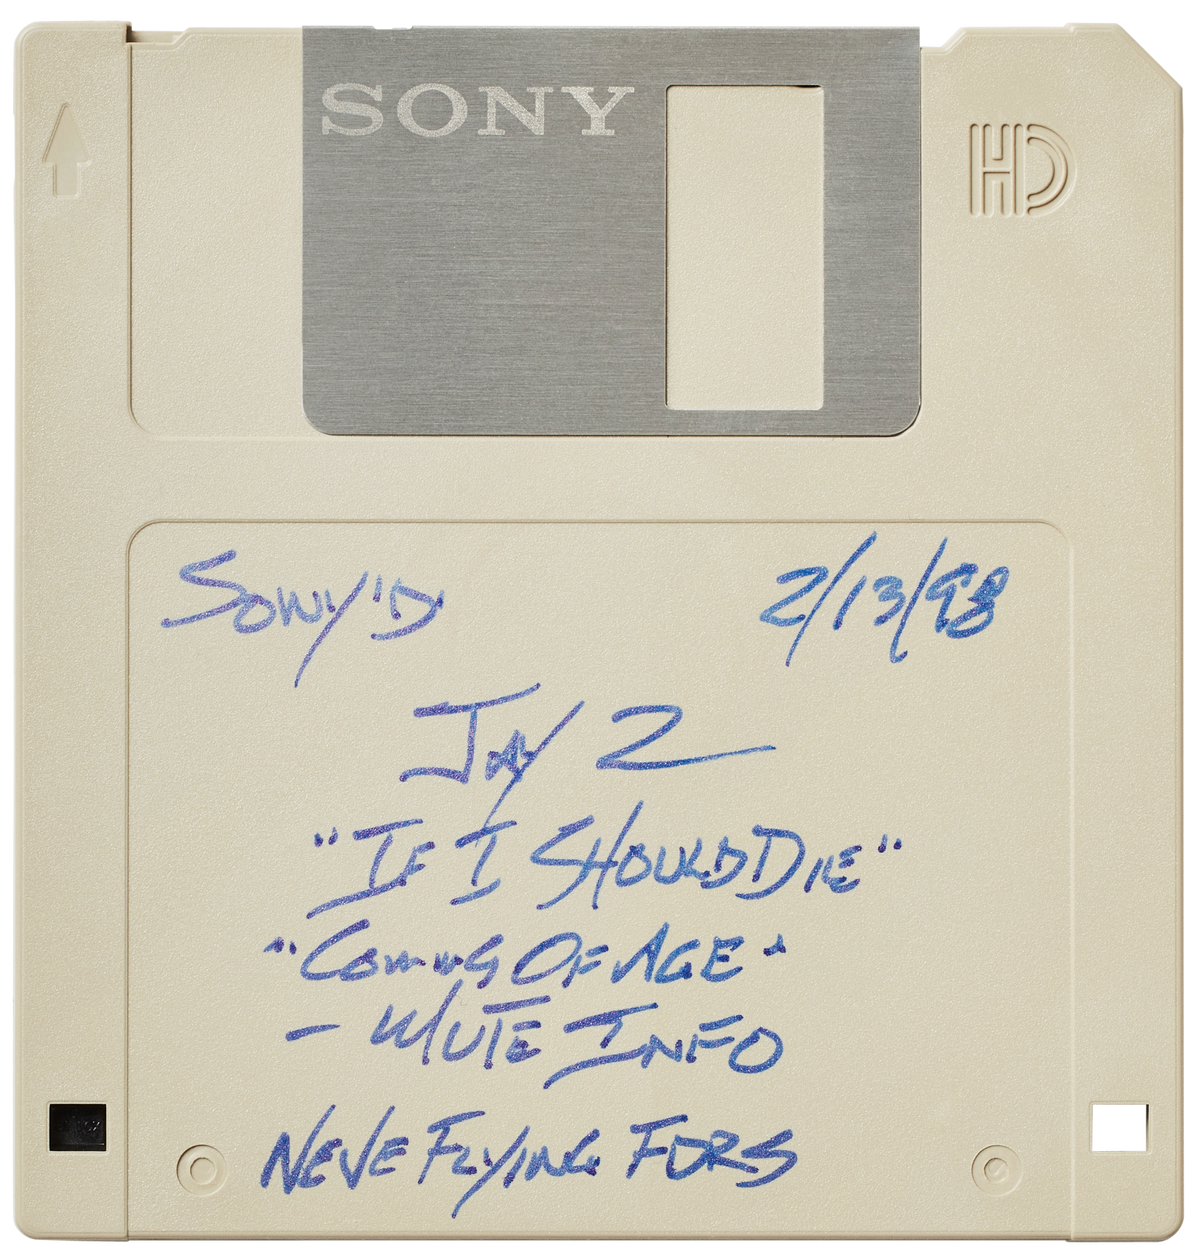 SONY
HD
SONY'D 2/13/98
JAY Z
"IF I SHOULD DIE"
"COMING OF AGE"
- MUTE INFO
NEVE FLYING FDRS